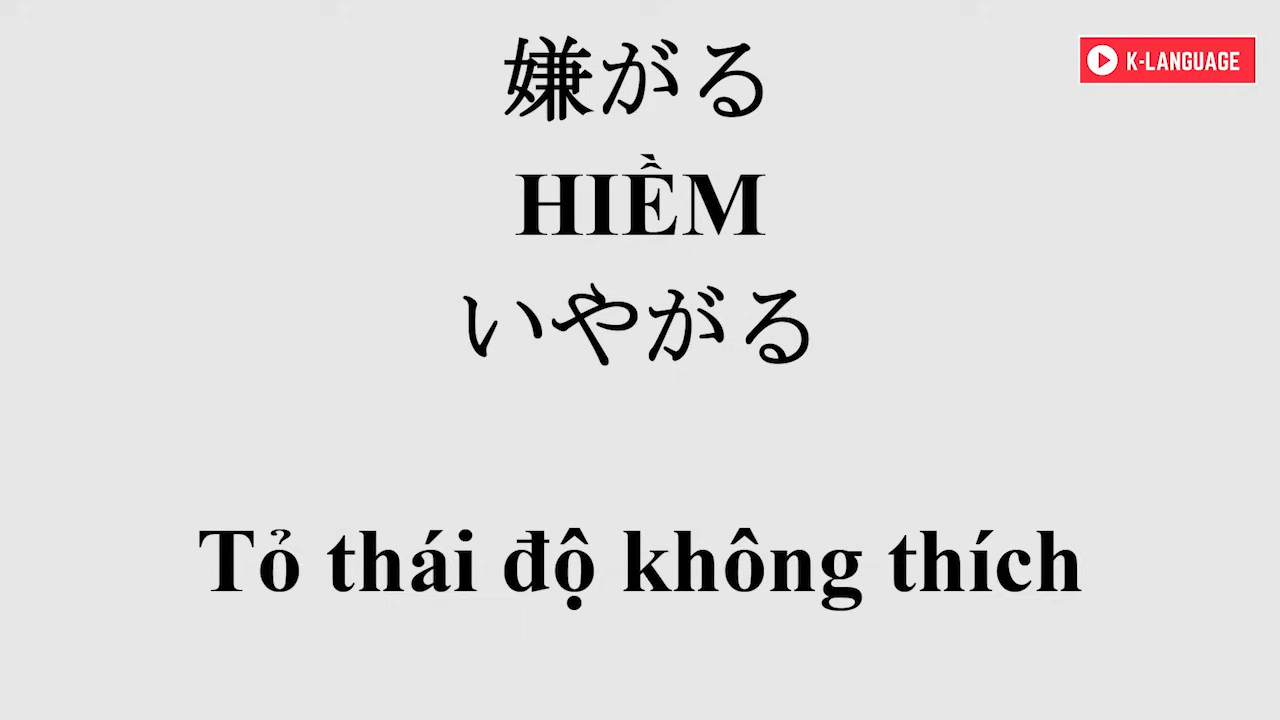 嫌がる
K-LANGUAGE
HIỀM
いやがる
Tỏ thái độ không thích